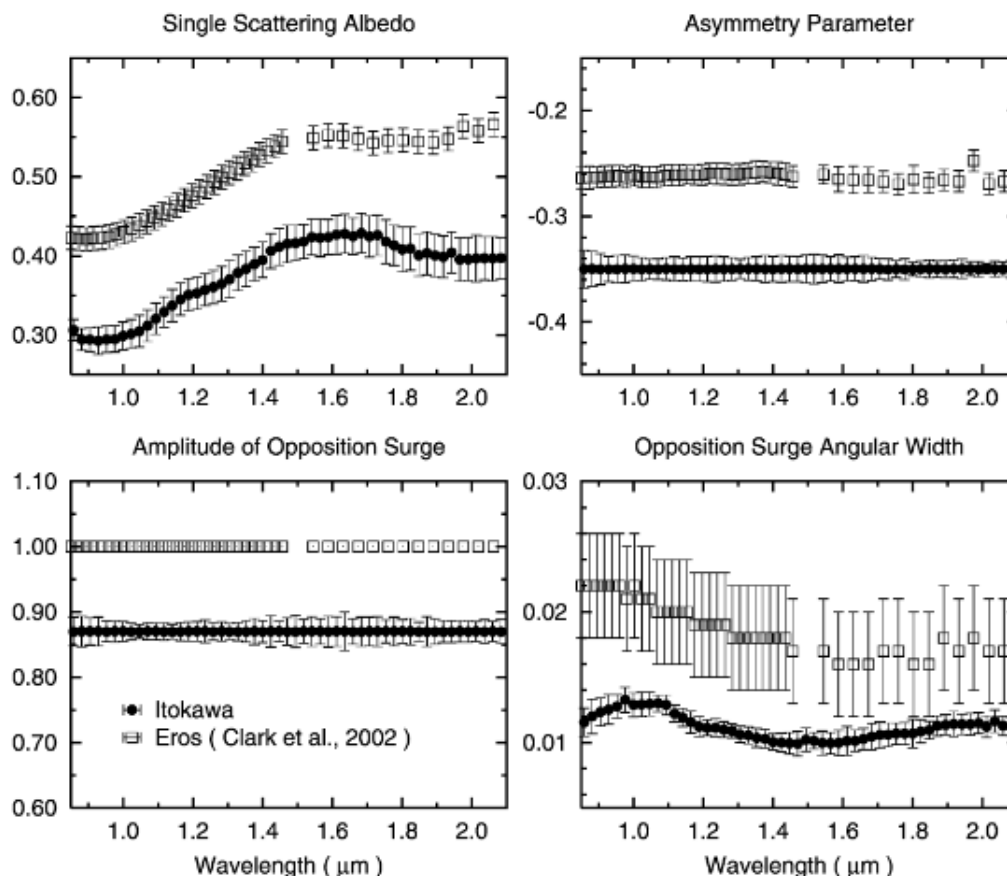 Single Scattering Albedo
0.60
0.50
0.40
0.30
1.0 1.2 1.4 1.6 1.8 2.0
Asymmetry Parameter
-0.2
-0.3
-0.4
1.0 1.2 1.4 1.6 1.8 2.0
Amplitude of Opposition Surge
1.10
1.00
0.90
0.80
0.70
0.60
Itokawa
Eros ( Clark et al., 2002 )
1.0 1.2 1.4 1.6 1.8 2.0
Wavelength ( μm )
Opposition Surge Angular Width
0.03
0.02
0.01
1.0 1.2 1.4 1.6 1.8 2.0
Wavelength ( μm )